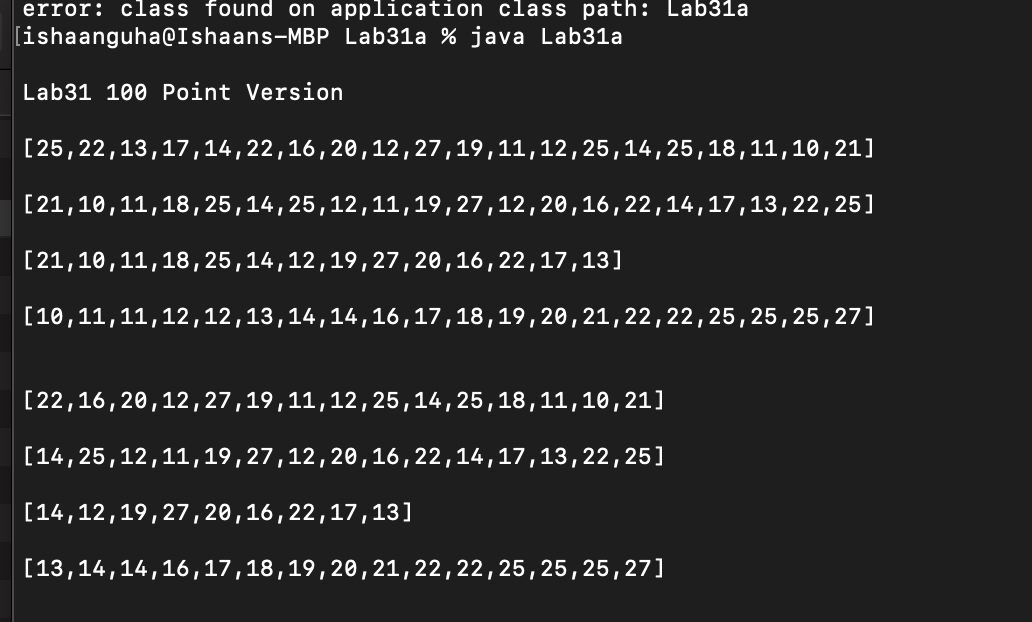 error: class found on application class path: Lab31a
[ishaanguha@Ishaans-MBP Lab31a % java Lab31a
Lab31 100 Point Version
[25,22,13,17,14,22,16,20,12,27,19,11,12,25,14,25,18,11,10,21]
[21,10,11,18,25,14,25,12,11,19,27,12,20,16,22,14,17,13,22,25]
[21,10,11,18,25,14,12,19,27,20,16,22,17,13]
[10,11,11,12,12,13,14,14,16,17,18,19,20,21,22,22,25,25,25,27]
[22,16,20,12,27,19,11,12,25,14,25,18,11,10,21]
[14,25,12,11,19,27,12,20,16,22,14,17,13,22,25]
[14,12,19,27,20,16,22,17,13]
[13,14,14,16,17,18,19,20,21,22,22,25,25,25,27]